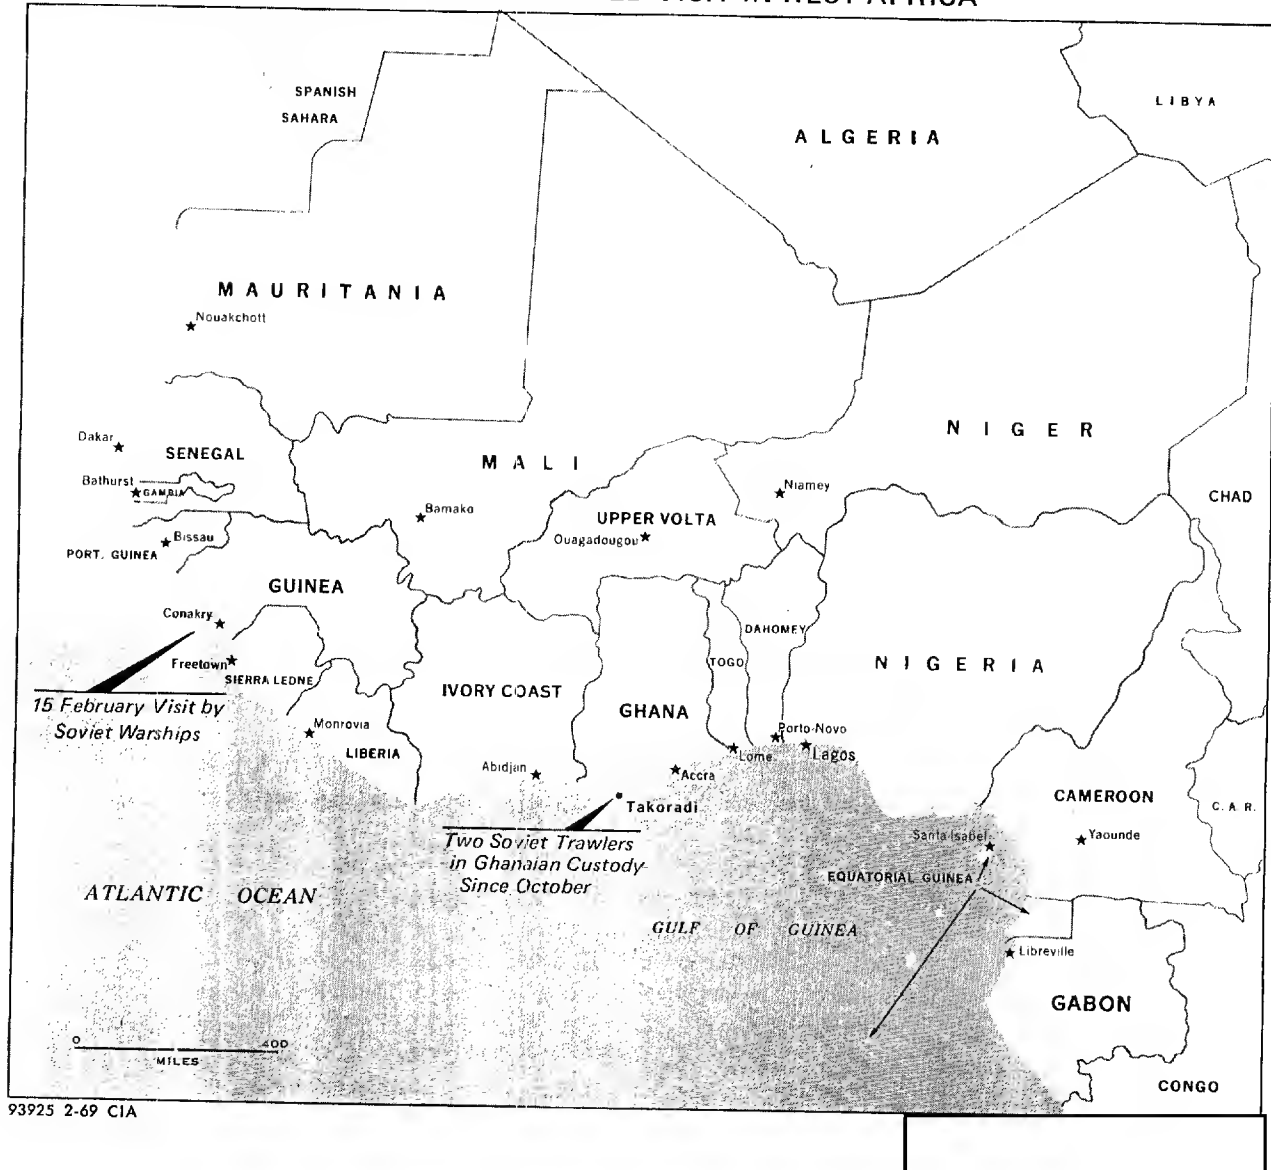 VISIT IN WEST AFRICA
SPANISH
SAHARA
ALGERIA
LIBYA
MAURITANIA
Nouakchott
Dakar
SENEGAL
Bathurst
GAMBIA
MALI
Bamako
NIGER
Niamey
CHAD
UPPER VOLTA
Ouagadougou
Bissau
PORT. GUINEA
GUINEA
Conakry
Freetown
SIERRA LEONE
15 February Visit by
Soviet Warships
Monrovia
LIBERIA
IVORY COAST
Abidjan
GHANA
Accra
Takoradi
TOGO
Lome
DAHOMEY
Porto-Novo
Lagos
NIGERIA
Two Soviet Trawlers
in Ghanaian Custody
Since October
CAMEROON
Yaounde
C. A. R.
Santa Isabel
EQUATORIAL GUINEA
ATLANTIC OCEAN
GULF OF GUINEA
Libreville
GABON
CONGO
0 400
MILES
93925 2-69 CIA